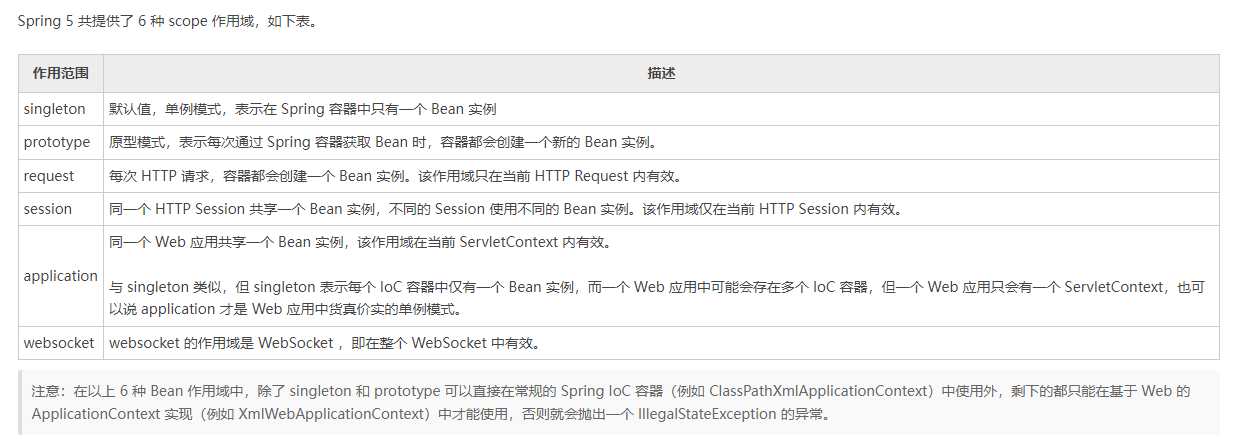 Spring 5 共提供了 6 种 scope 作用域，如下表。
作用范围 描述
singleton 默认值，单例模式，表示在 Spring 容器中只有一个 Bean 实例
prototype 原型模式，表示每次通过 Spring 容器获取 Bean 时，容器都会创建一个新的 Bean 实例。
request 每次 HTTP 请求，容器都会创建一个 Bean 实例。该作用域只在当前 HTTP Request 内有效。
session 同一个 HTTP Session 共享一个 Bean 实例，不同的 Session 使用不同的 Bean 实例。该作用域仅在当前 HTTP Session 内有效。
application 同一个 Web 应用共享一个 Bean 实例，该作用域在当前 ServletContext 内有效。
与 singleton 类似，但 singleton 表示每个 IoC 容器中仅有一个 Bean 实例，而一个 Web 应用中可能会存在多个 IoC 容器，但一个 Web 应用只会有一个 ServletContext，也可
以说 application 才是 Web 应用中货真价实的单例模式。
websocket websocket 的作用域是 WebSocket ，即在整个 WebSocket 中有效。
注意：在以上 6 种 Bean 作用域中，除了 singleton 和 prototype 可以直接在常规的 Spring IoC 容器（例如 ClassPathXmlApplicationContext）中使用外，剩下的都只能在基于 Web 的
ApplicationContext 实现（例如 XmlWebApplicationContext）中才能使用，否则就会抛出一个 IllegalStateException 的异常。